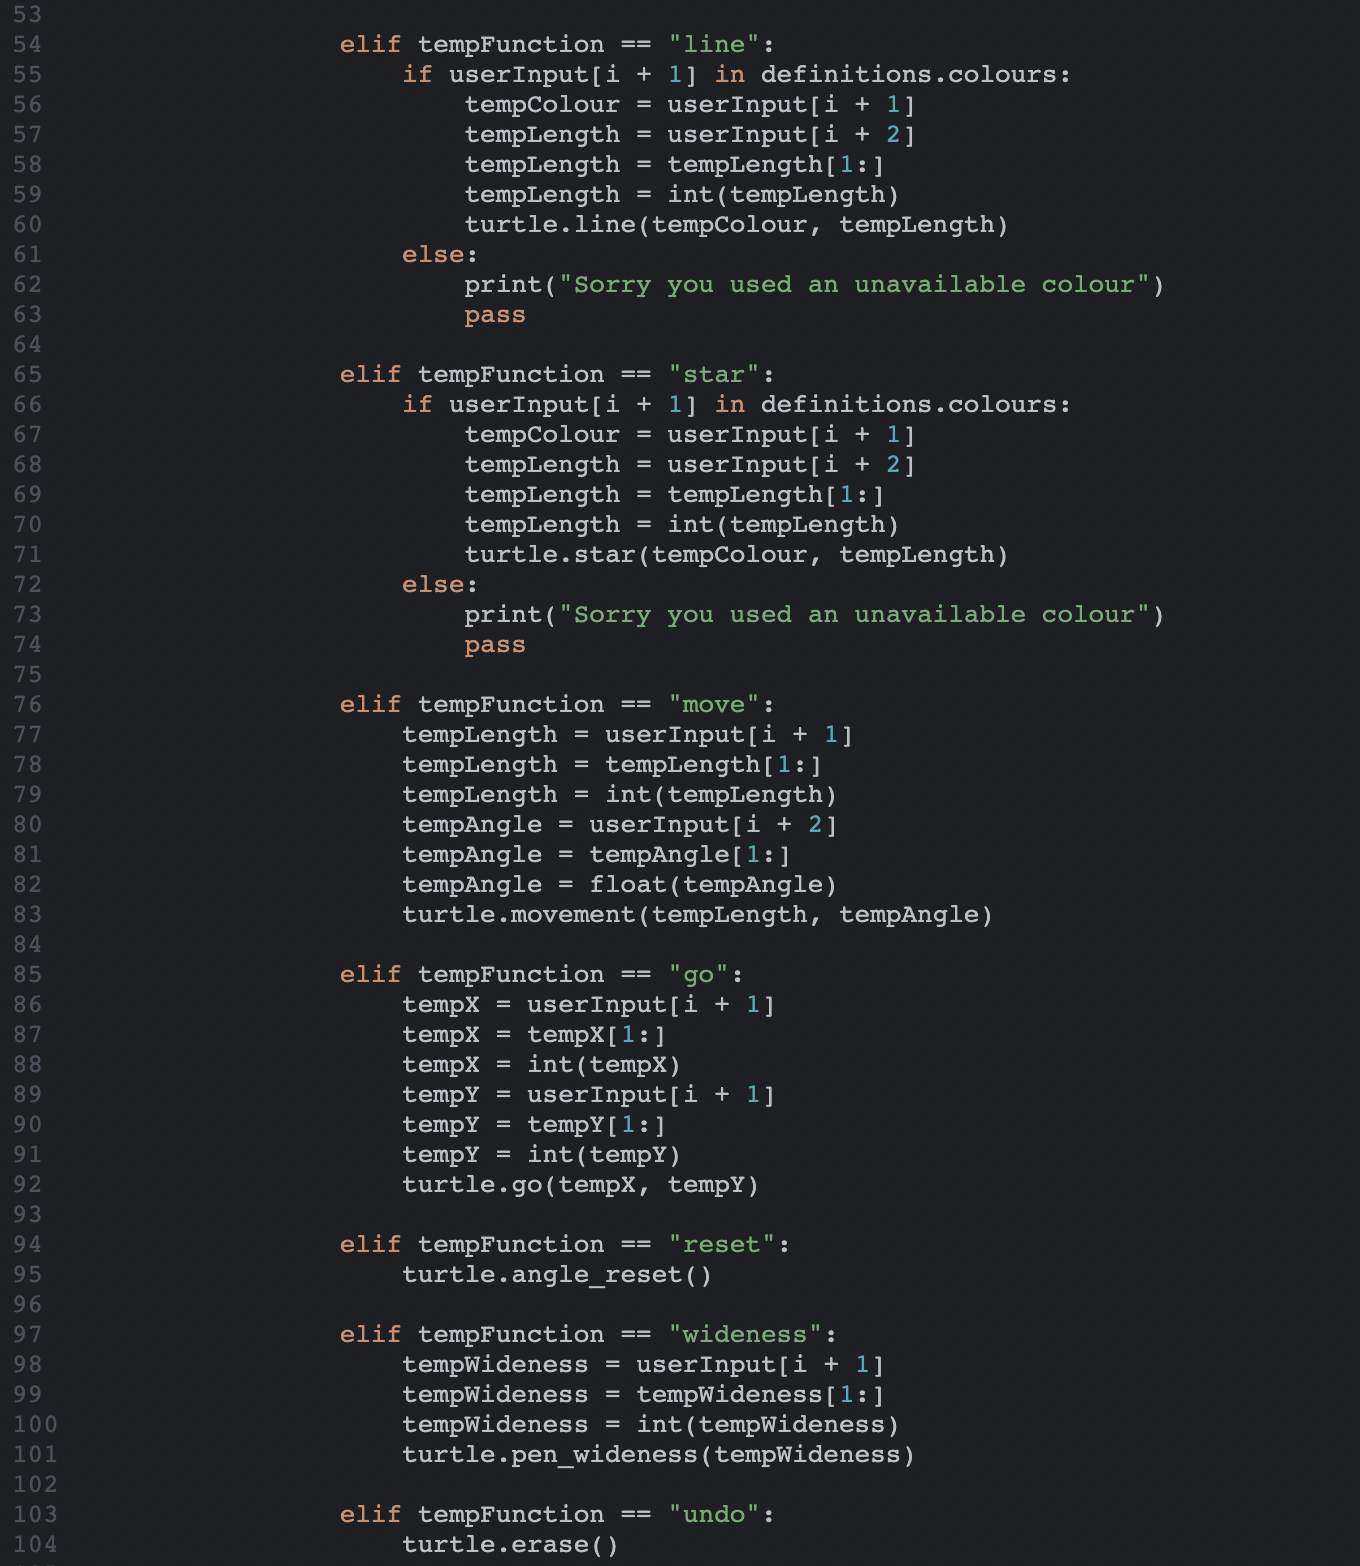 53
54 elif tempFunction == "line":
55 if userInput[i + 1] in definitions.colours:
56 tempColour = userInput[i + 1]
57 tempLength = userInput[i + 2]
58 tempLength = tempLength[1:]
59 tempLength = int(tempLength)
60 turtle.line(tempColour, tempLength)
61 else:
62 print("Sorry you used an unavailable colour")
63 pass
64
65 elif tempFunction == "star":
66 if userInput[i + 1] in definitions.colours:
67 tempColour = userInput[i + 1]
68 tempLength = userInput[i + 2]
69 tempLength = tempLength[1:]
70 tempLength = int(tempLength)
71 turtle.star(tempColour, tempLength)
72 else:
73 print("Sorry you used an unavailable colour")
74 pass
75
76 elif tempFunction == "move":
77 tempLength = userInput[i + 1]
78 tempLength = tempLength[1:]
79 tempLength = int(tempLength)
80 tempAngle = userInput[i + 2]
81 tempAngle = tempAngle[1:]
82 tempAngle = float(tempAngle)
83 turtle.movement(tempLength, tempAngle)
84
85 elif tempFunction == "go":
86 tempX = userInput[i + 1]
87 tempX = tempX[1:]
88 tempX = int(tempX)
89 tempY = userInput[i + 1]
90 tempY = tempY[1:]
91 tempY = int(tempY)
92 turtle.go(tempX, tempY)
93
94 elif tempFunction == "reset":
95 turtle.angle_reset()
96
97 elif tempFunction == "wideness":
98 tempWideness = userInput[i + 1]
99 tempWideness = tempWideness[1:]
100 tempWideness = int(tempWideness)
101 turtle.pen_wideness(tempWideness)
102
103 elif tempFunction == "undo":
104 turtle.erase()